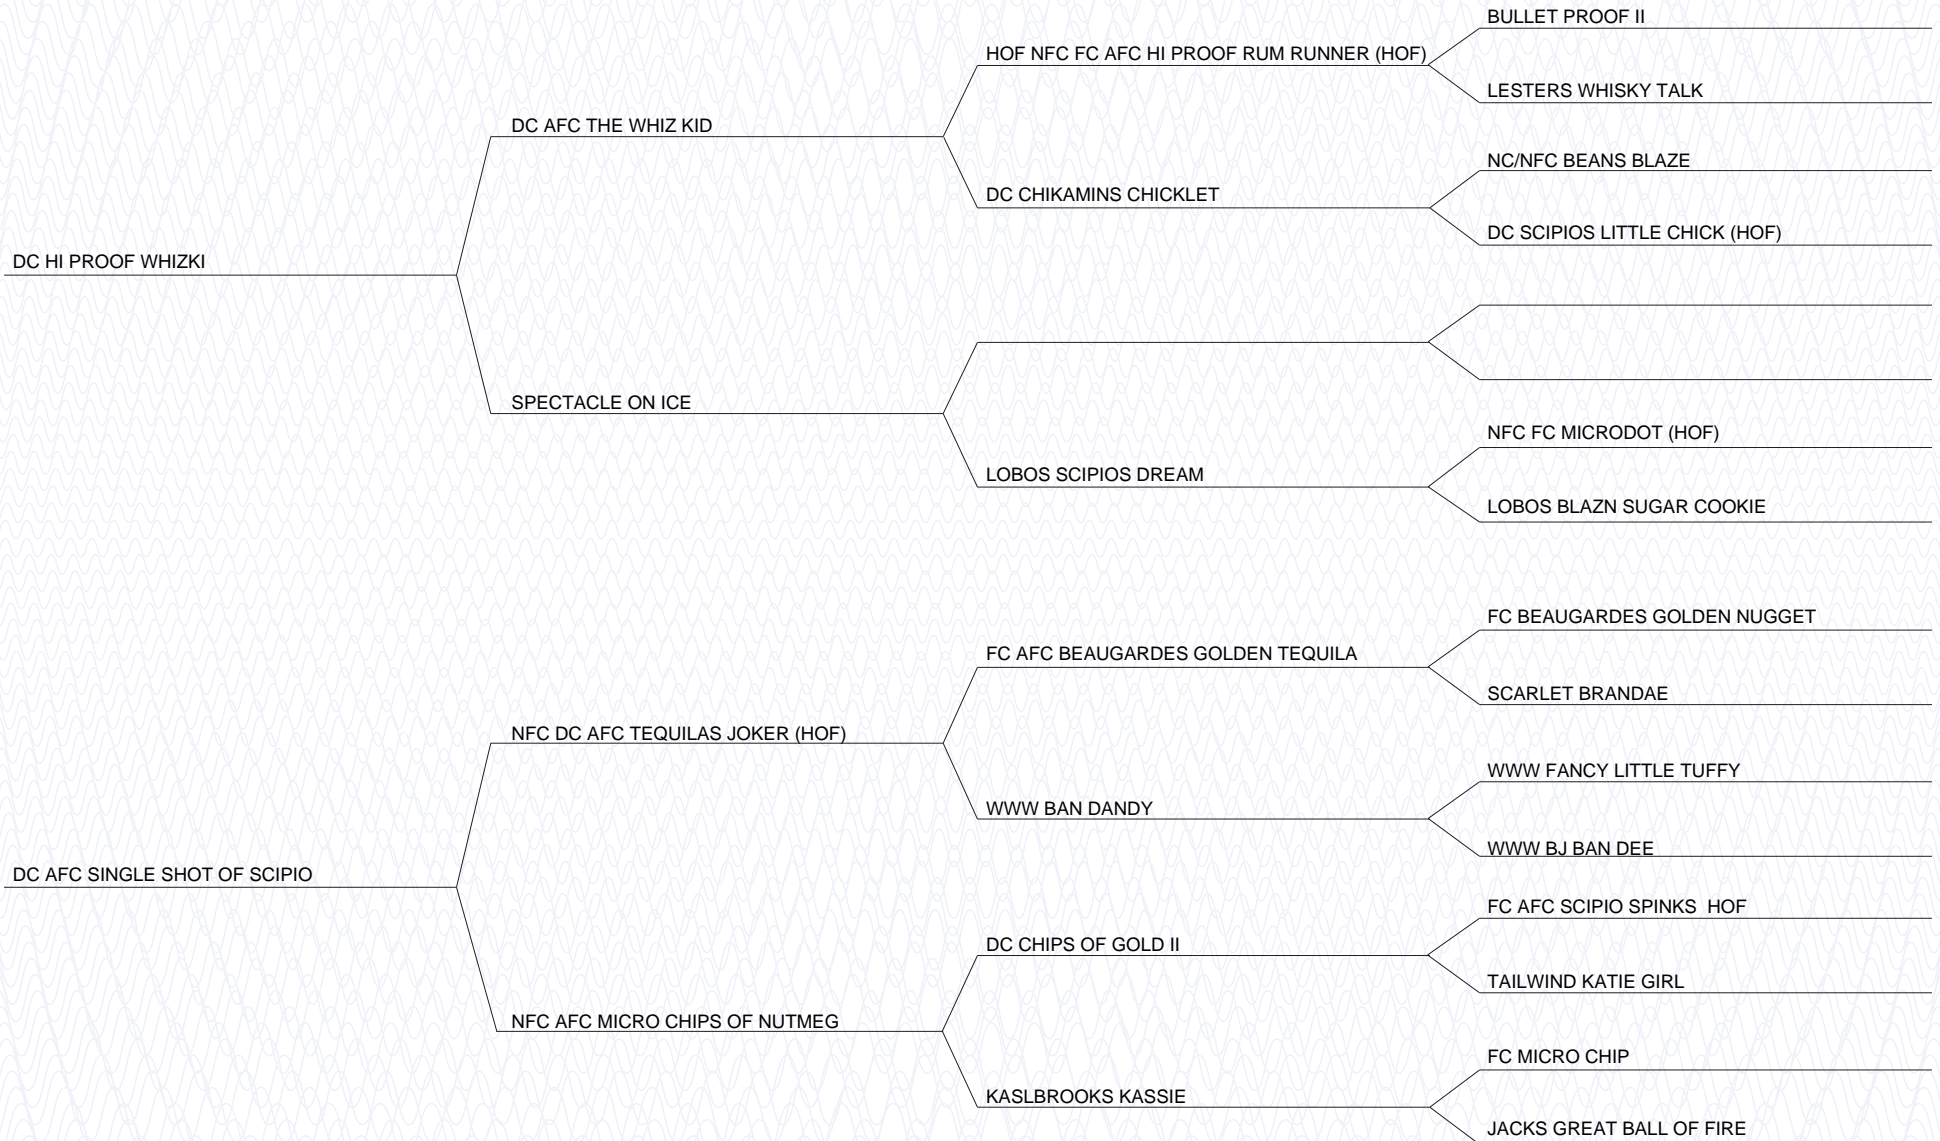 BULLET PROOF II
HOF NFC FC AFC HI PROOF RUM RUNNER (HOF)
LESTERS WHISKY TALK
DC AFC THE WHIZ KID
NC/NFC BEANS BLAZE
DC CHIKAMINS CHICKLET
DC SCIPIOS LITTLE CHICK (HOF)
DC HI PROOF WHIZKI
SPECTACLE ON ICE
NFC FC MICRODOT (HOF)
LOBOS SCIPIOS DREAM
LOBOS BLAZN SUGAR COOKIE
FC BEAUGARDES GOLDEN NUGGET
FC AFC BEAUGARDES GOLDEN TEQUILA
SCARLET BRANDAE
NFC DC AFC TEQUILAS JOKER (HOF)
WWW FANCY LITTLE TUFFY
WWW BAN DANDY
WWW BJ BAN DEE
DC AFC SINGLE SHOT OF SCIPIO
FC AFC SCIPIO SPINKS  HOF
DC CHIPS OF GOLD II
TAILWIND KATIE GIRL
NFC AFC MICRO CHIPS OF NUTMEG
FC MICRO CHIP
KASLBROOKS KASSIE
JACKS GREAT BALL OF FIRE